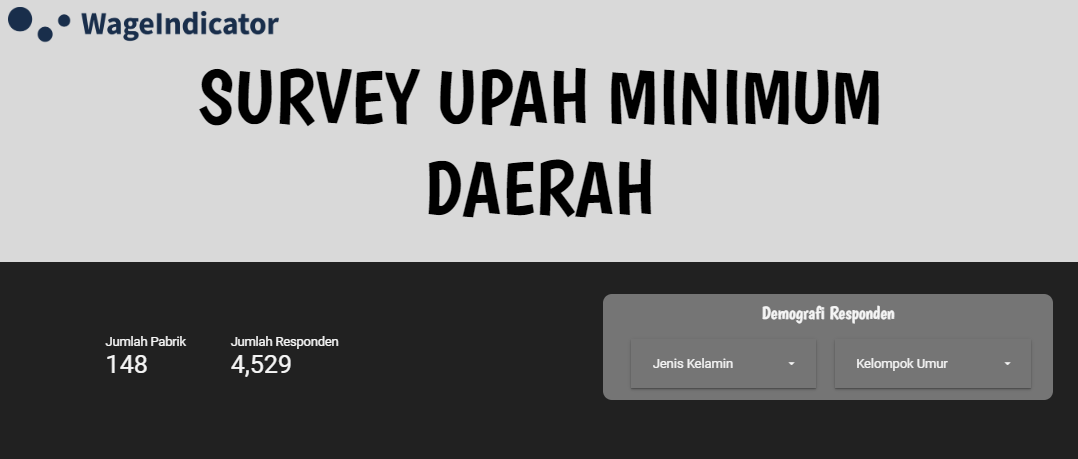 WageIndicator
SURVEY UPAH MINIMUM
DAERAH
Jumlah Pabrik
148
Jumlah Responden
4,529
Demografi Responden
Jenis Kelamin
Kelompok Umur